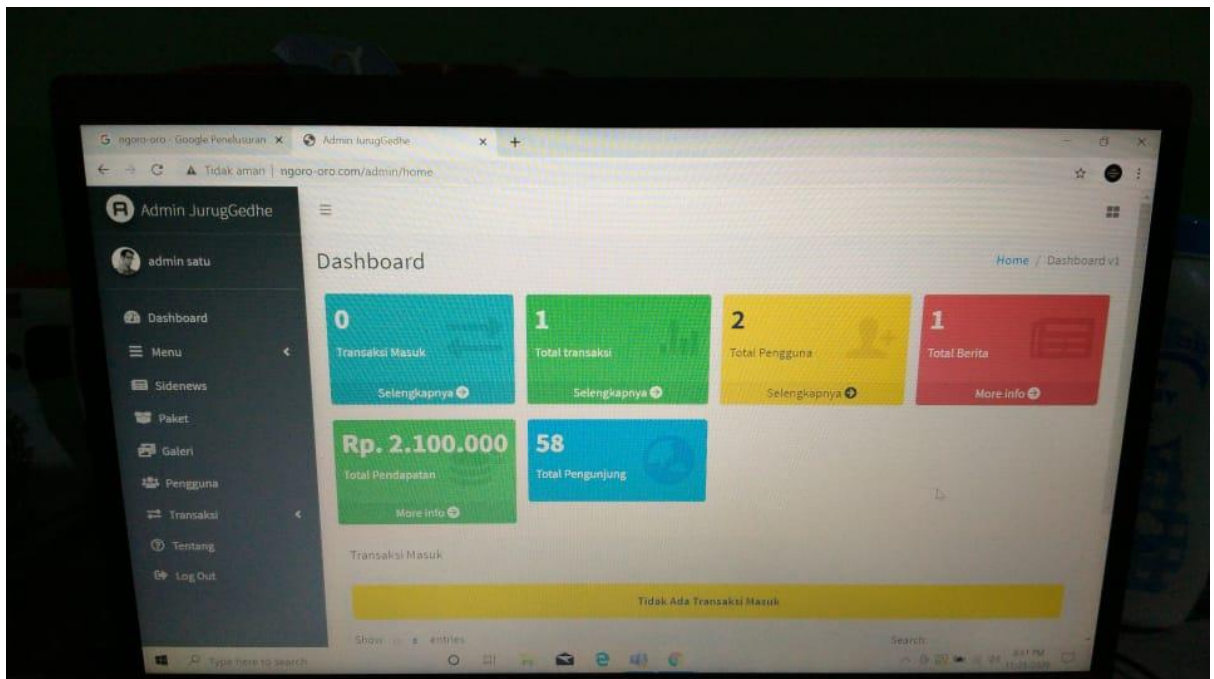 ngoro-oro - Google Penelusuran
Admin JurugGedhe
Tidak aman | ngoro-oro.com/admin/home
Admin JurugGedhe
admin satu
Dashboard
Menu
Sidenews
Paket
Galeri
Pengguna
Transaksi
Tentang
Log Out
Dashboard
Home / Dashboard v1
0
Transaksi Masuk
Selengkapnya
1
Total transaksi
Selengkapnya
2
Total Pengguna
Selengkapnya
1
Total Berita
More info
Rp. 2.100.000
Total Pendapatan
More info
58
Total Pengunjung
Transaksi Masuk
Tidak Ada Transaksi Masuk
Show entries
Search:
Type here to search